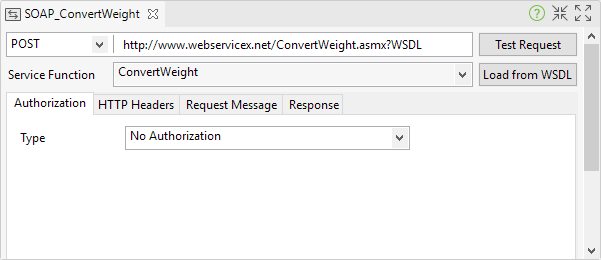 SOAP_ConvertWeight
POST http://www.webservicex.net/ConvertWeight.asmx?WSDL Test Request
Service Function ConvertWeight Load from WSDL
Authorization HTTP Headers Request Message Response
Type No Authorization